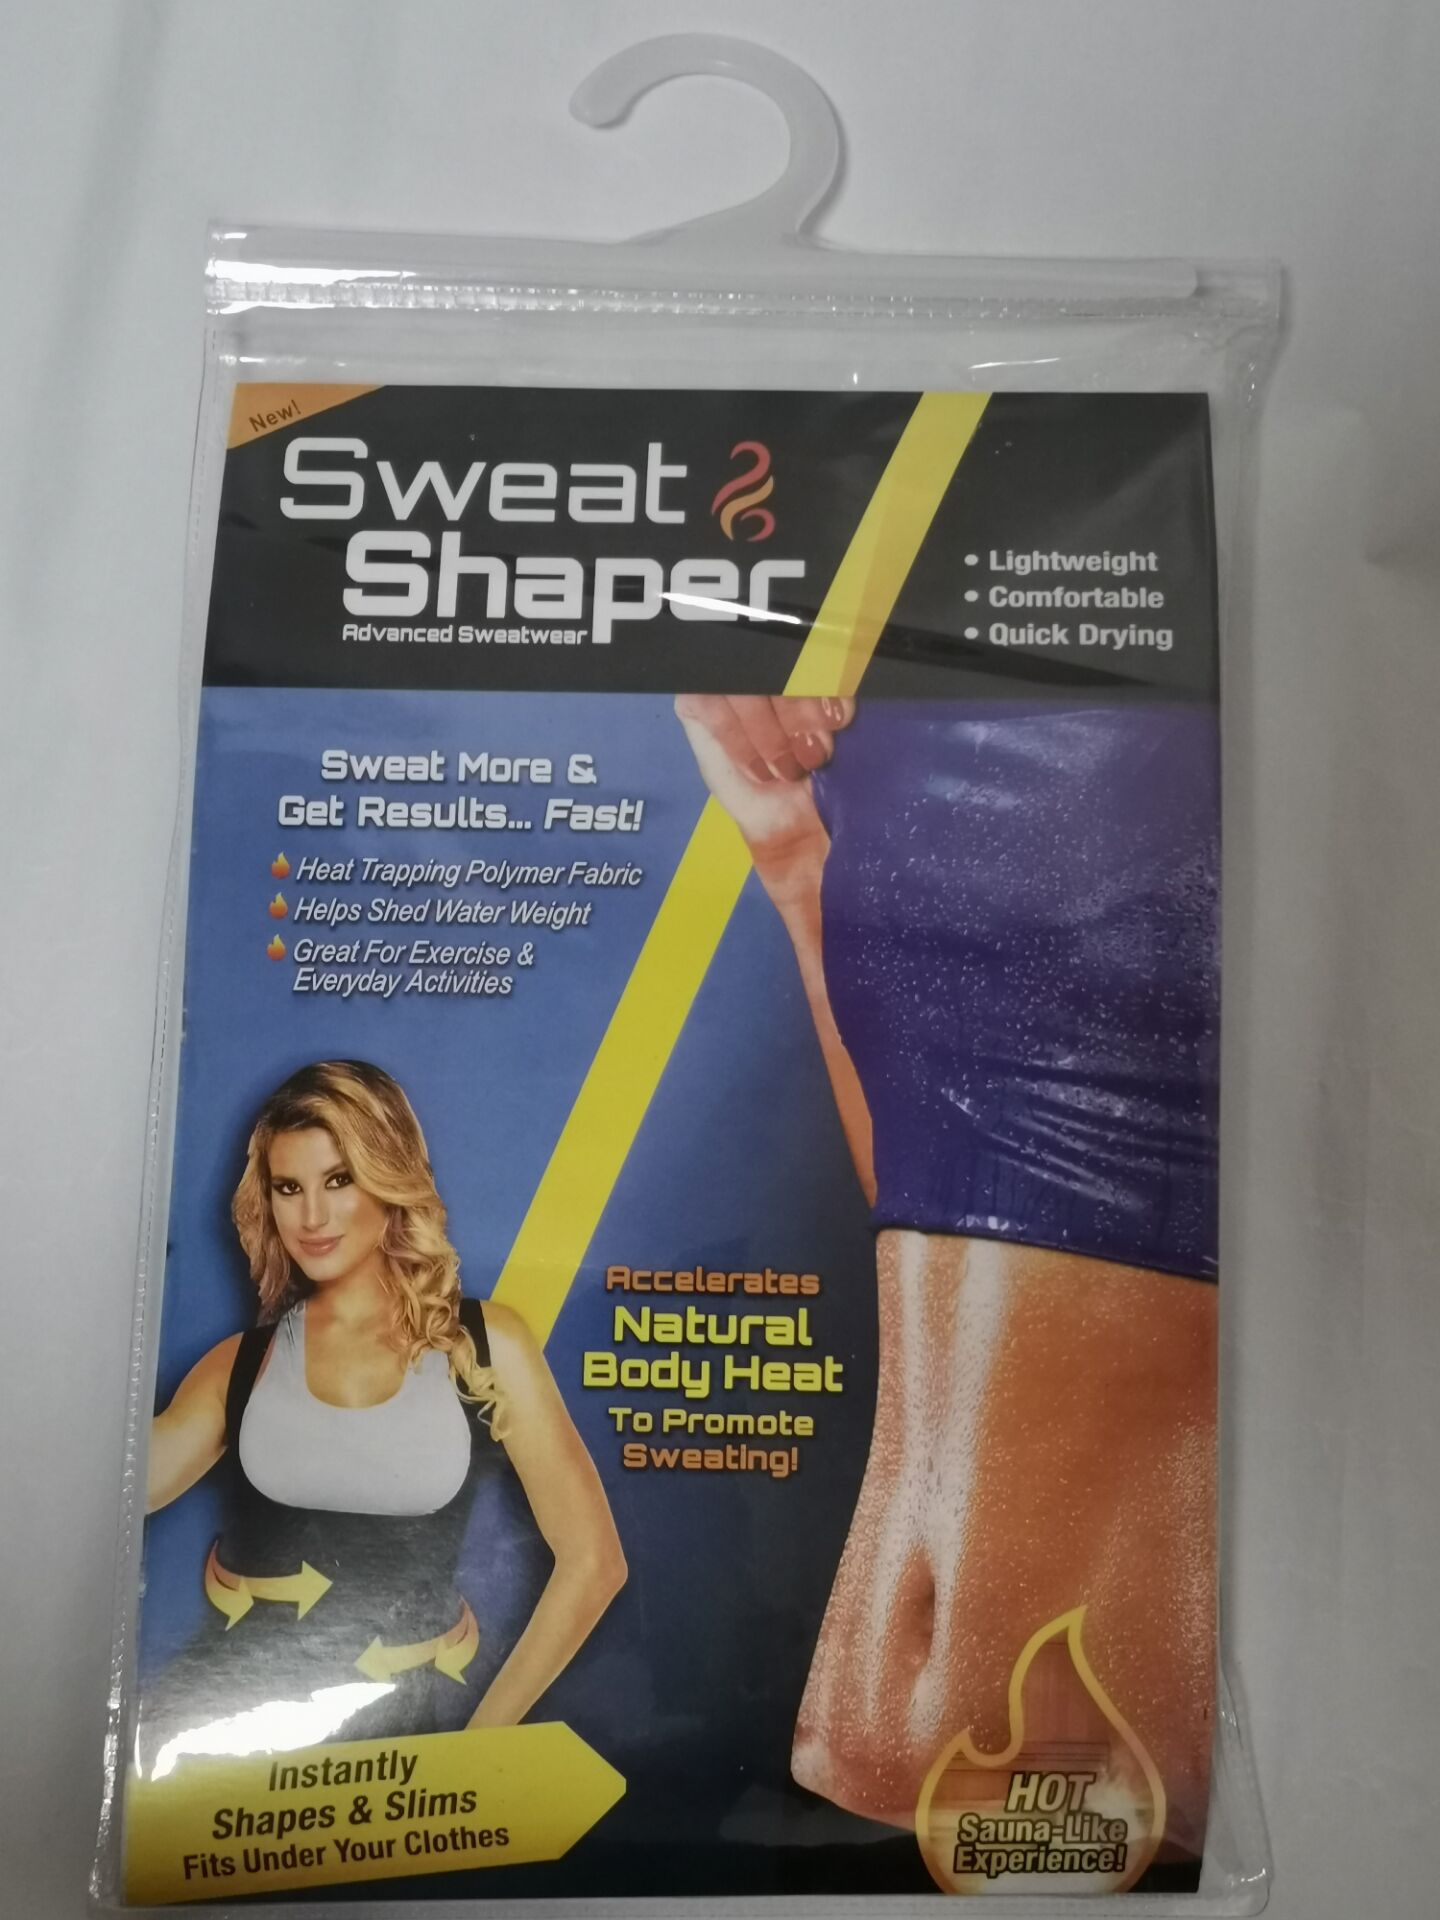 New!
Sweat
Shaper
Advanced Sweatwear
• Lightweight
• Comfortable
• Quick Drying
Sweat More &
Get Results... Fast!
Heat Trapping Polymer Fabric
Helps Shed Water Weight
Great For Exercise &
Everyday Activities
Accelerates
Natural
Body Heat
To Promote
Sweating!
Instantly
Shapes & Slims
Fits Under Your Clothes
HOT
Sauna-Like
Experience!